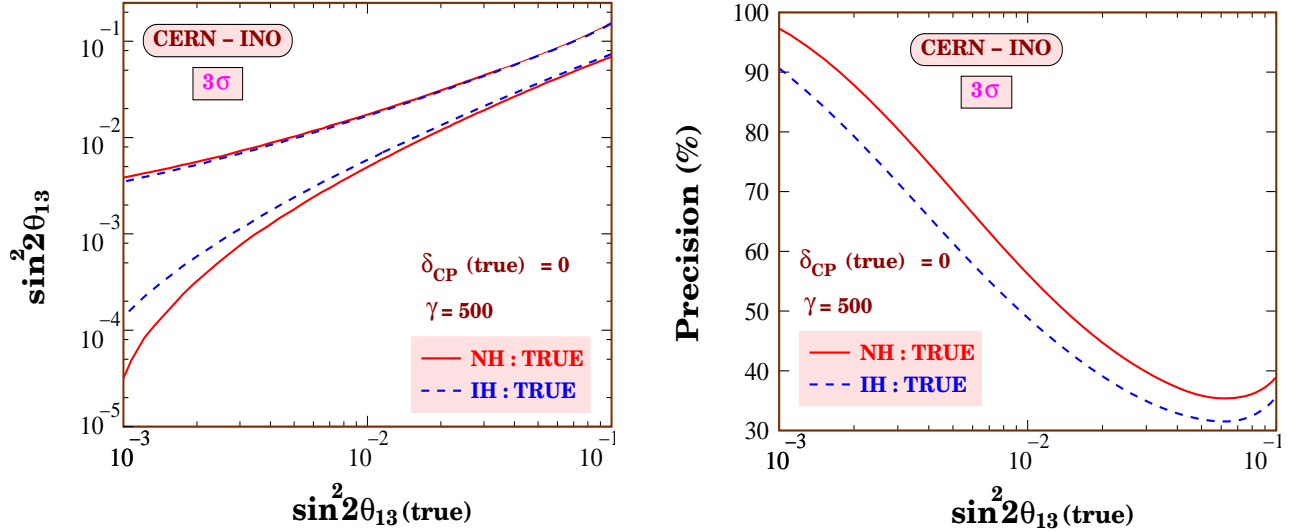 10⁻¹
10⁻²
10⁻³
10⁻⁴
10⁻⁵
sin²2θ₁₃
CERN – INO
3σ
δ_CP (true) = 0
γ = 500
NH : TRUE
IH : TRUE
10⁻³
10⁻²
10⁻¹
sin²2θ₁₃ (true)
100
90
80
70
60
50
40
30
Precision (%)
CERN – INO
3σ
δ_CP (true) = 0
γ = 500
NH : TRUE
IH : TRUE
10⁻³
10⁻²
10⁻¹
sin²2θ₁₃ (true)